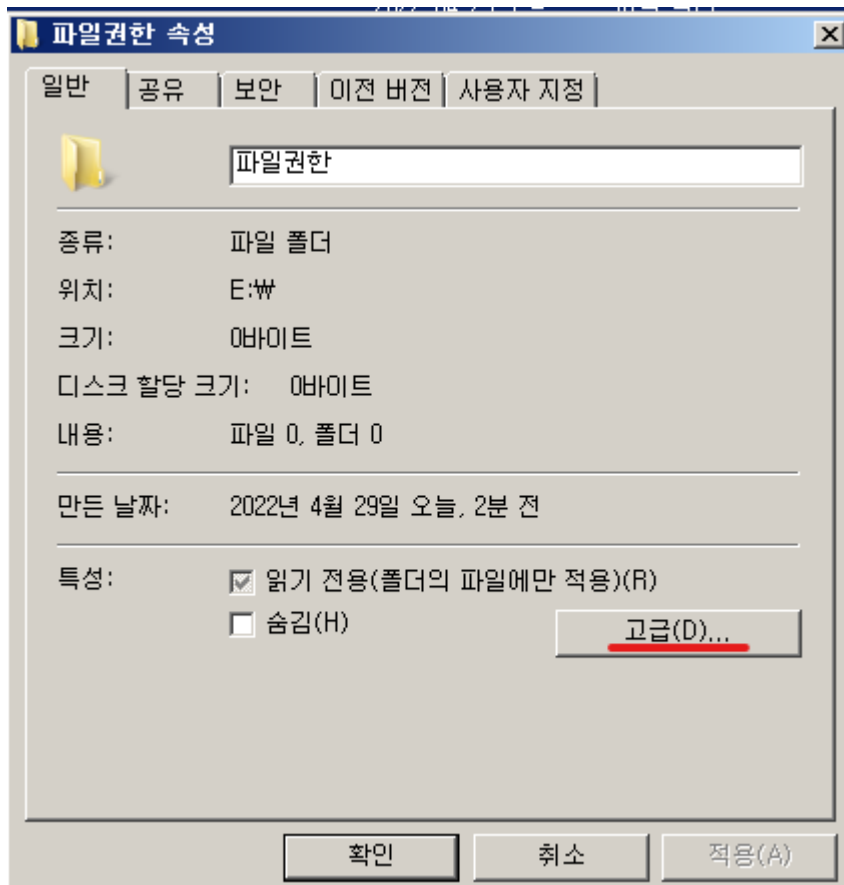 파일권한 속성
일반 공유 보안 이전 버전 사용자 지정
파일권한
종류: 파일 폴더
위치: E:₩
크기: 0바이트
디스크 할당 크기: 0바이트
내용: 파일 0, 폴더 0
만든 날짜: 2022년 4월 29일 오늘, 2분 전
특성: 읽기 전용(폴더의 파일에만 적용)(R)
숨김(H)
고급(D)...
확인 취소 적용(A)